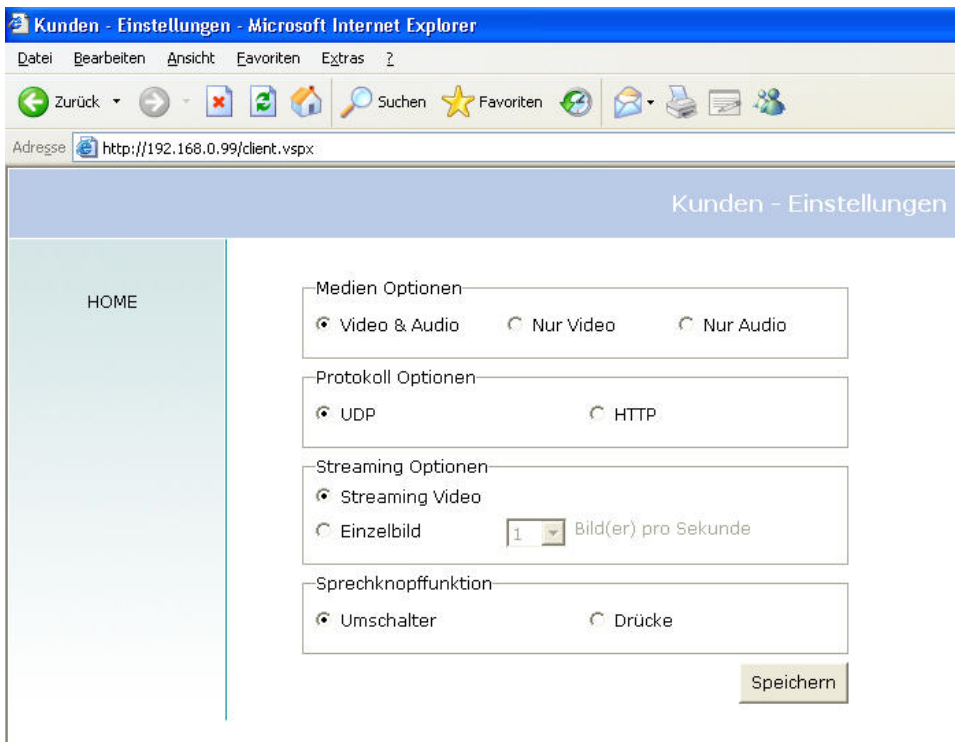 Kunden - Einstellungen - Microsoft Internet Explorer
Datei Bearbeiten Ansicht Favoriten Extras ?
Zurück Suchen Favoriten
Adresse http://192.168.0.99/client.vspx
Kunden - Einstellungen
HOME
Medien Optionen
Video & Audio Nur Video Nur Audio
Protokoll Optionen
UDP HTTP
Streaming Optionen
Streaming Video
Einzelbild 1 Bild(er) pro Sekunde
Sprechknopffunktion
Umschalter Drücke
Speichern